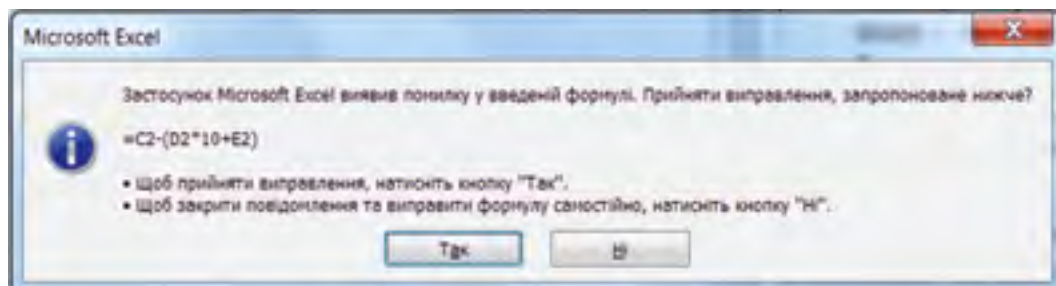 Microsoft Excel
Застосунок Microsoft Excel виявив помилку у введеній формулі. Прийняти виправлення, запропоноване нижче?
=C2-(D2*10+E2)
• Щоб прийняти виправлення, натисніть кнопку "Так".
• Щоб закрити повідомлення та виправити формулу самостійно, натисніть кнопку "Ні".
Так
Ні